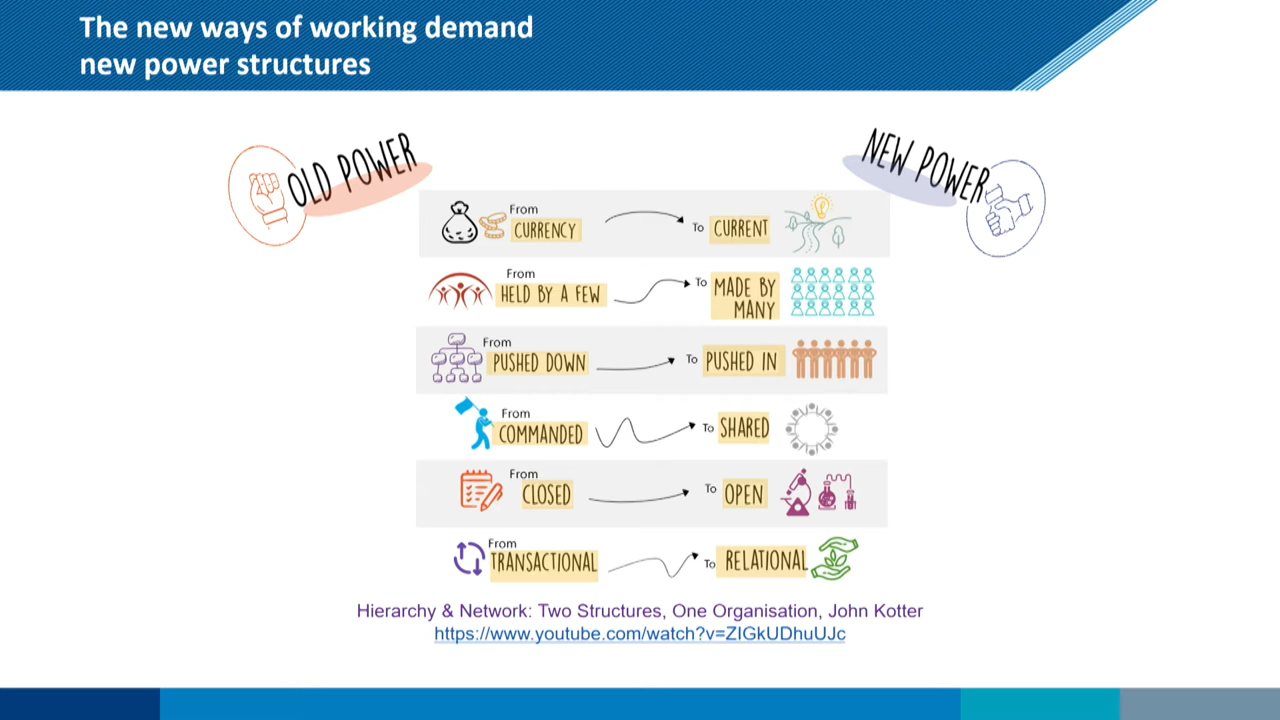 The new ways of working demand
new power structures
OLD POWER
NEW POWER
From
CURRENCY
To
CURRENT
From
HELD BY A FEW
To
MADE BY
MANY
From
PUSHED DOWN
To
PUSHED IN
From
COMMANDED
To
SHARED
From
CLOSED
To
OPEN
From
TRANSACTIONAL
To
RELATIONAL
Hierarchy & Network: Two Structures, One Organisation, John Kotter
https://www.youtube.com/watch?v=ZIGkUDhuUJc